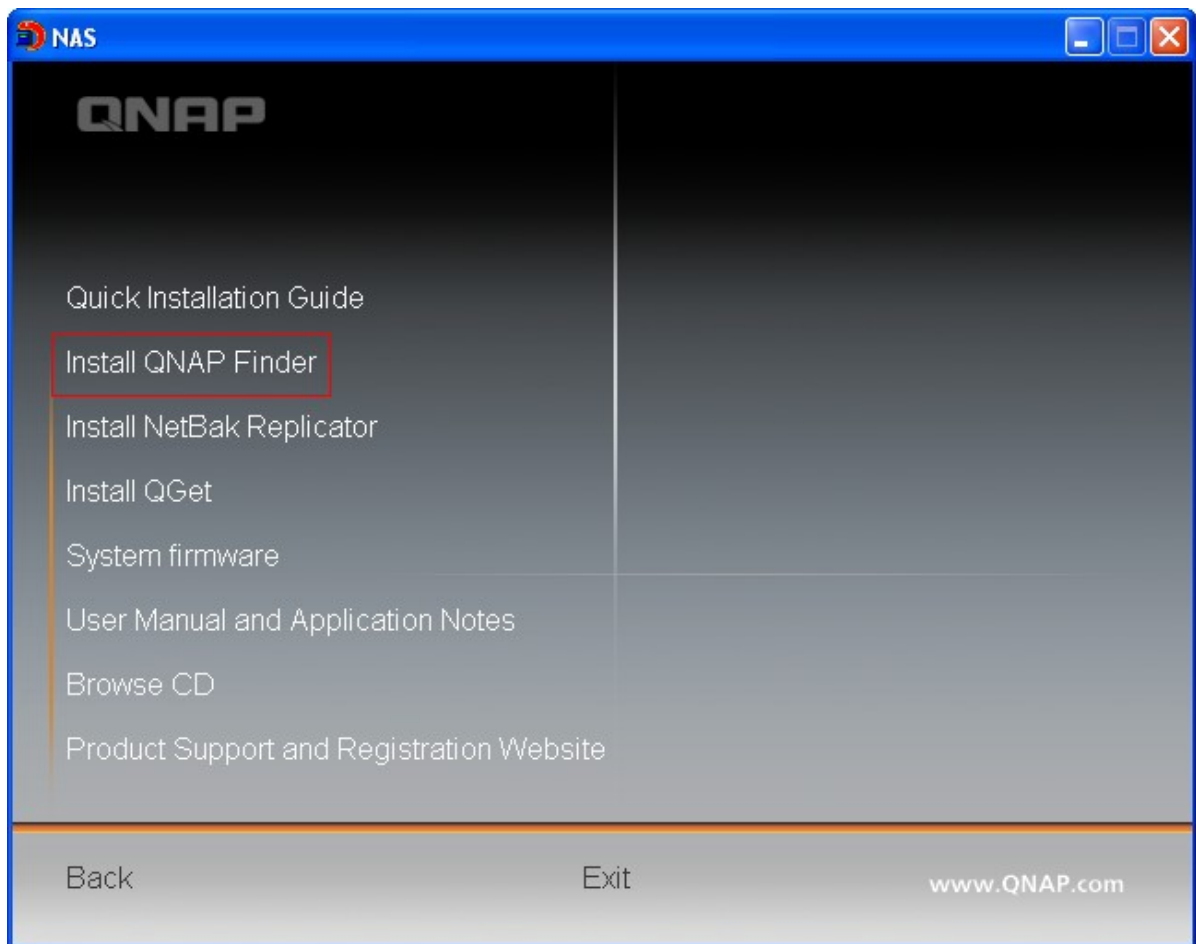 NAS
QNAP
Quick Installation Guide
Install QNAP Finder
Install NetBak Replicator
Install QGet
System firmware
User Manual and Application Notes
Browse CD
Product Support and Registration Website
Back
Exit
www.QNAP.com